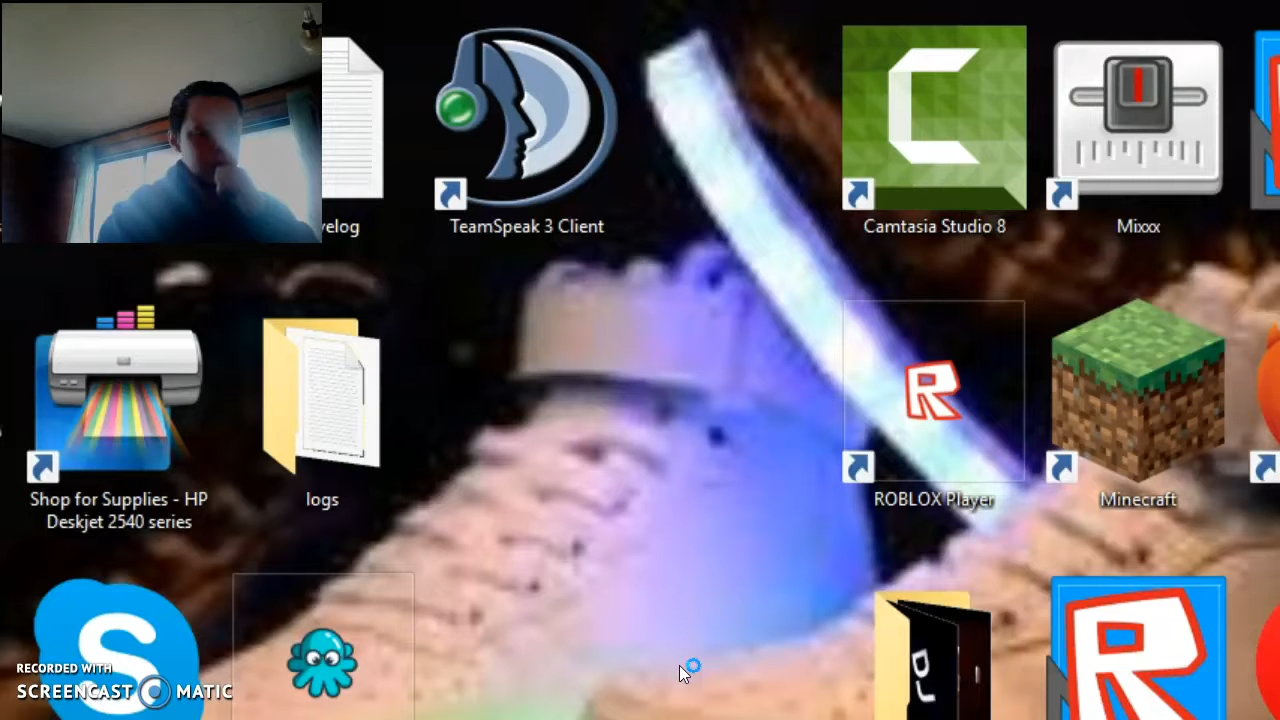 velog
TeamSpeak 3 Client
Camtasia Studio 8
Mixxx
Shop for Supplies - HP
Deskjet 2540 series
logs
R
ROBLOX Player
Minecraft
S
DJ
R
RECORDED WITH
SCREENCAST MATIC